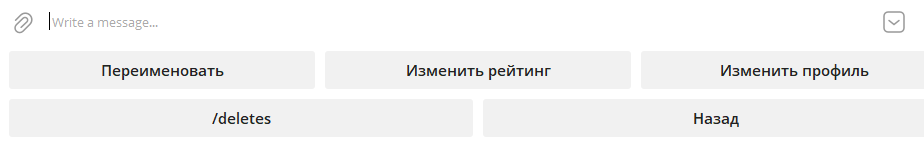 Write a message...
Переименовать Изменить рейтинг Изменить профиль
/deletes Назад